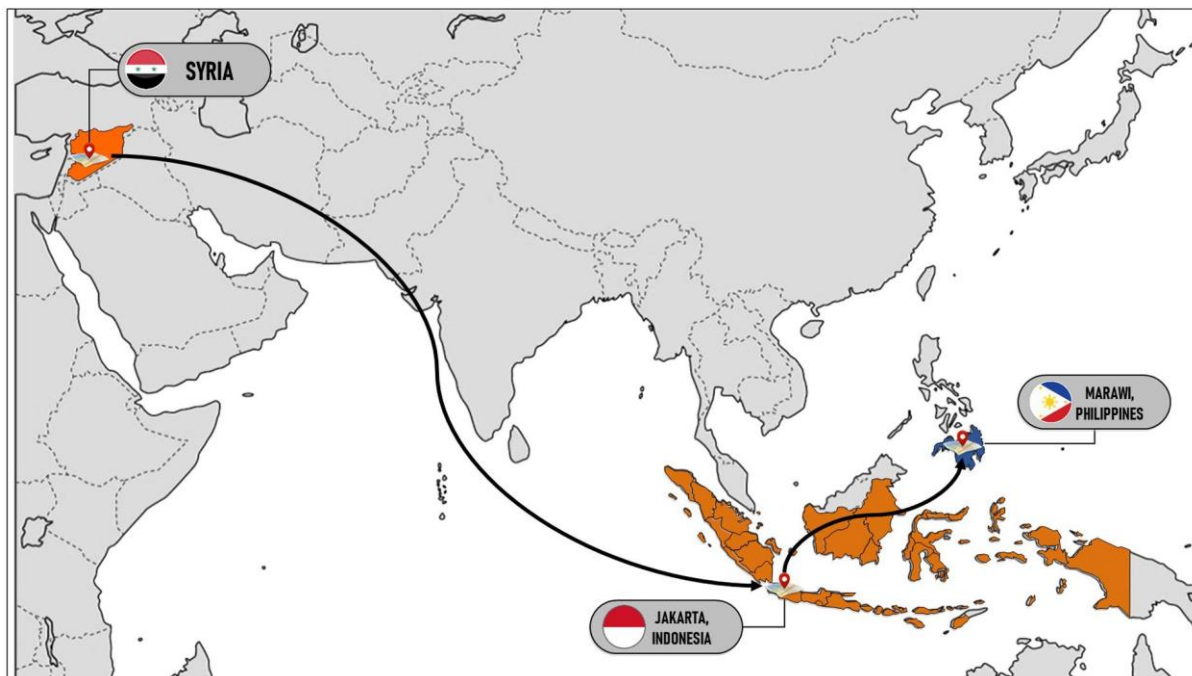 SYRIA
MARAWI,
PHILIPPINES
JAKARTA,
INDONESIA